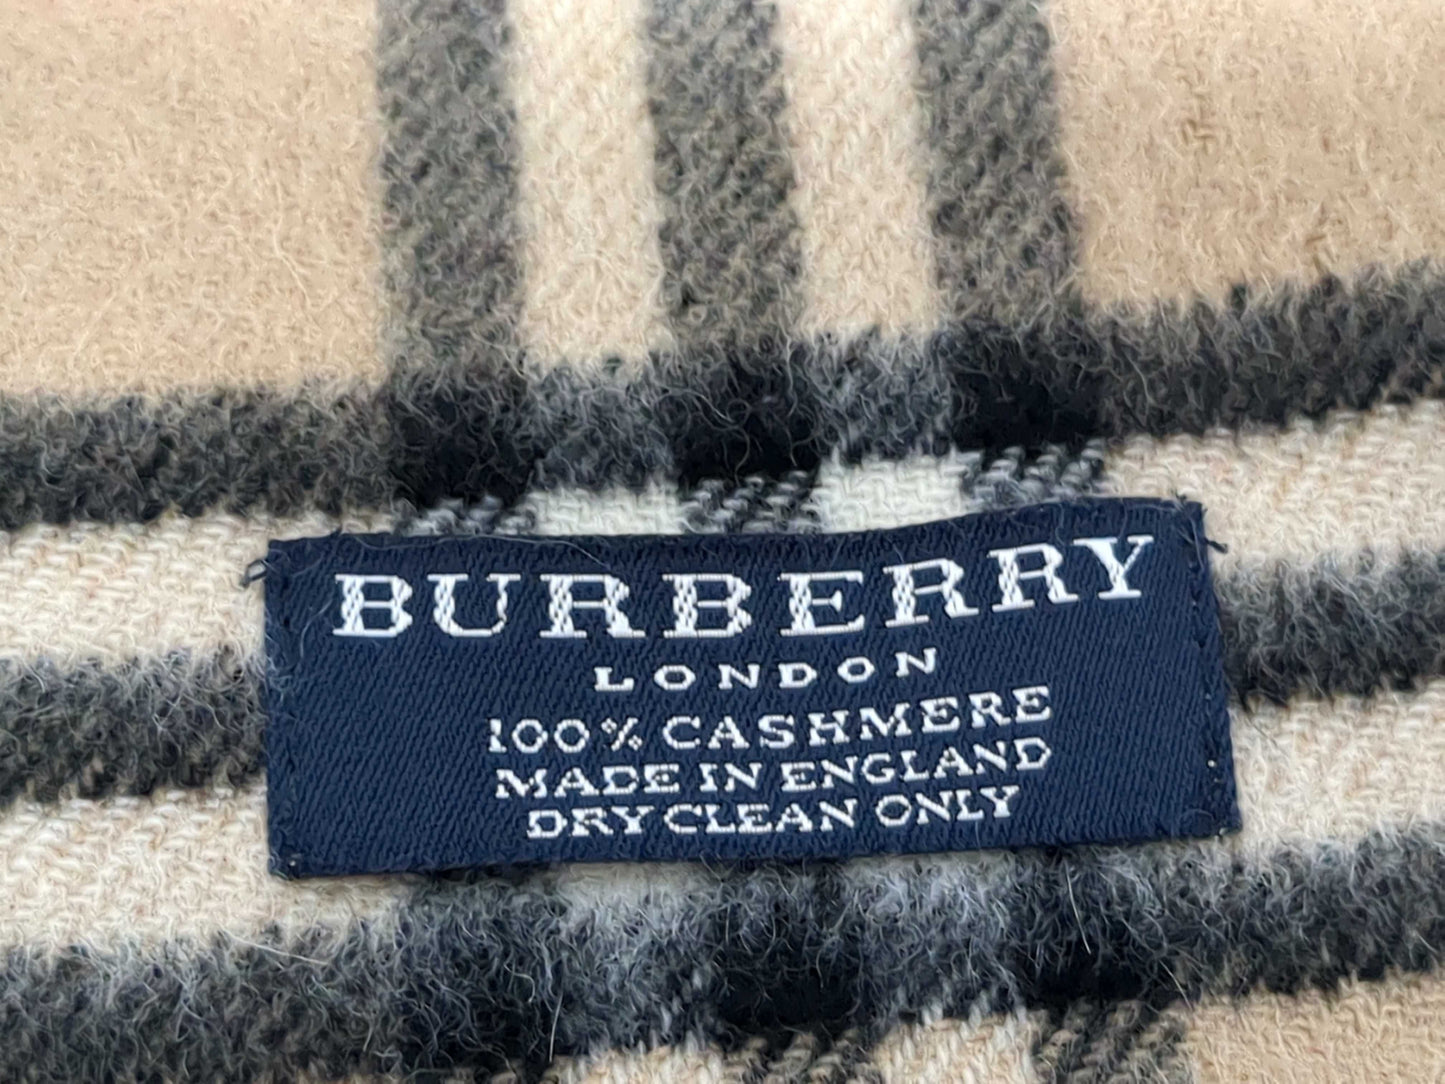 BURBERRY
LONDON
100% CASHMERE
MADE IN ENGLAND
DRY CLEAN ONLY